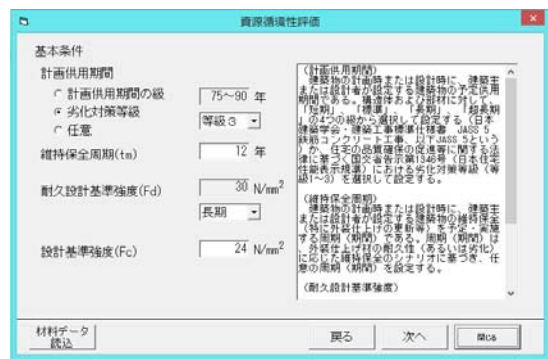 資源循環性評価
基本条件
計画供用期間
計画供用期間の級
劣化対策等級
任意
75～90 年
等級3
維持保全周期(tm)
12 年
耐久設計基準強度(Fd)
30 N/mm²
長期
設計基準強度(Fc)
24 N/mm²
（計画供用期間）
建築物の計画時または設計時に、建築主
または設計者が設定する建築物の予定供用
期間である。構造体および部材に対して、
「短期」、「標準」、「長期」、「超長期
」の4つの級から選択して設定する（日本
建築学会・建築工事標準仕様書 JASS 5
鉄筋コンクリート工事、以下JASS 5という
）か、住宅の品質確保の促進等に関する法
律に基づく国交省告示第1346号（日本住宅
性能表示規準）における劣化対策等級（等
級1～3）を選択して設定する。
（維持保全周期）
建築物の計画時または設計時に、建築主
または設計者が設定する建築物の維持保全
（特に外装仕上げの更新等）を予定・実施
する周期（期間）である。周期（期間）は
、外装仕上げ材の耐久性（あるいは劣化）
に応じた維持保全のシナリオに基づき、任
意の周期（期間）を設定する。
（耐久設計基準強度）
材料データ
読込
戻る
次へ
閉じる